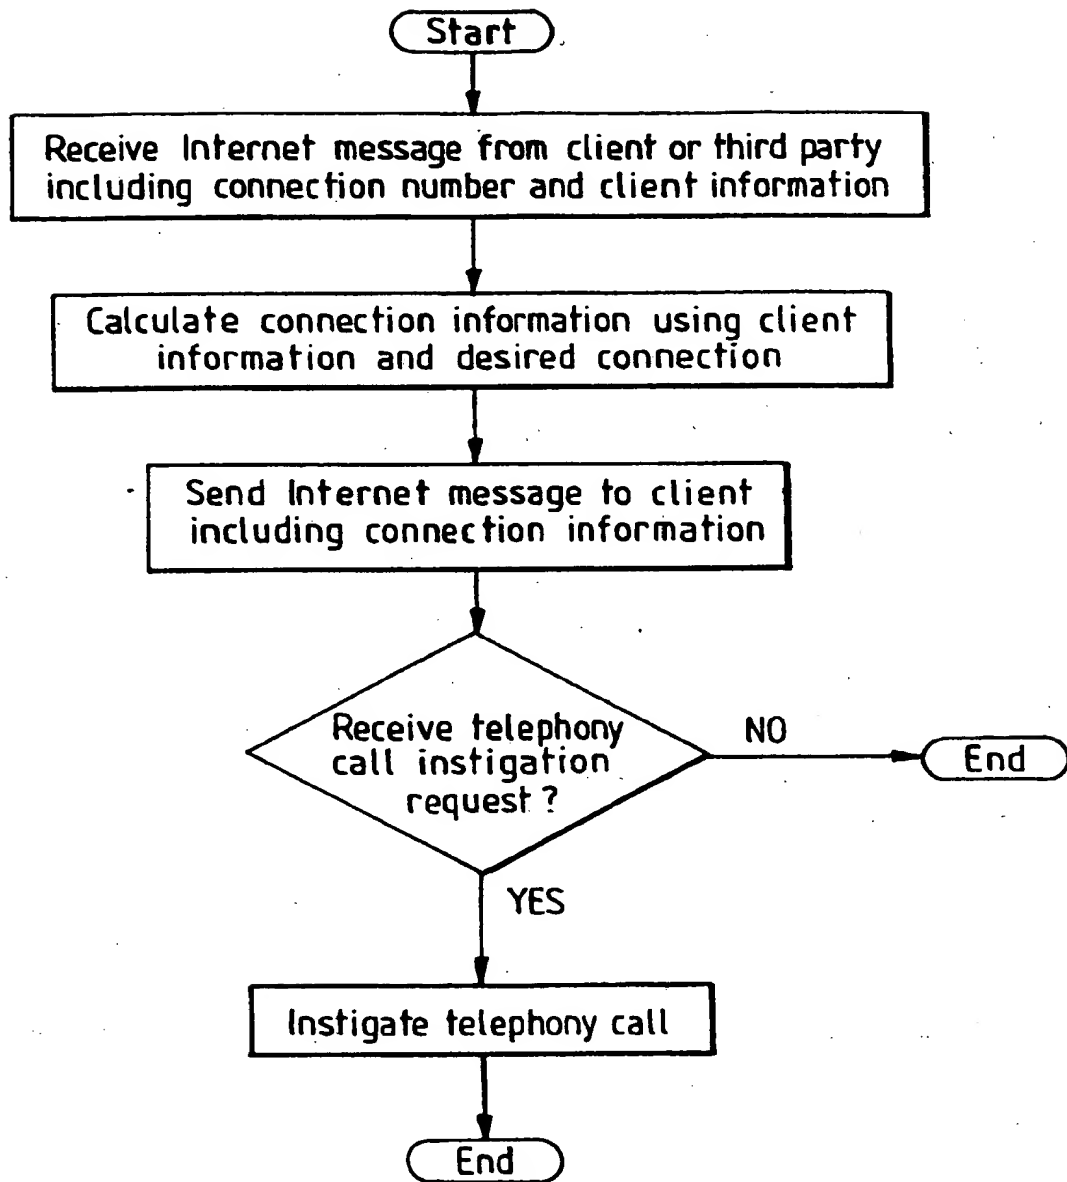 Start
Receive Internet message from client or third party
including connection number and client information
Calculate connection information using client
information and desired connection
Send Internet message to client
including connection information
Receive telephony
call instigation
request?
NO
End
YES
Instigate telephony call
End